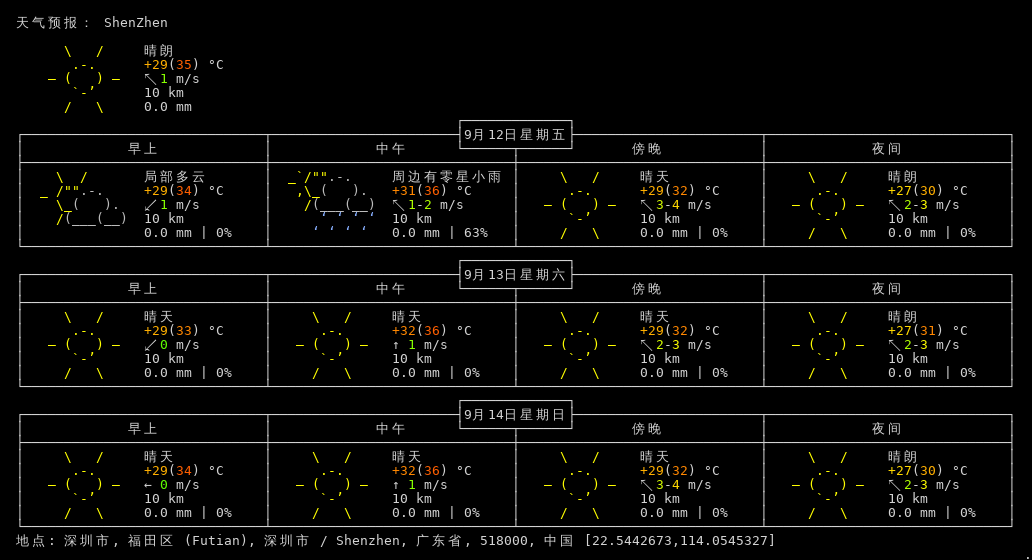 天气预报： ShenZhen
晴朗
+29(35) °C
↖ 1 m/s
10 km
0.0 mm
9月12日星期五
早上 中午 傍晚 夜间
局部多云 周边有零星小雨 晴天 晴朗
+29(34) °C +31(36) °C +29(32) °C +27(30) °C
↙ 1 m/s ↖ 1-2 m/s ↖ 3-4 m/s ↖ 2-3 m/s
10 km 10 km 10 km 10 km
0.0 mm | 0% 0.0 mm | 63% 0.0 mm | 0% 0.0 mm | 0%
9月13日星期六
早上 中午 傍晚 夜间
晴天 晴天 晴天 晴朗
+29(33) °C +32(36) °C +29(32) °C +27(31) °C
↙ 0 m/s ↑ 1 m/s ↖ 2-3 m/s ↖ 2-3 m/s
10 km 10 km 10 km 10 km
0.0 mm | 0% 0.0 mm | 0% 0.0 mm | 0% 0.0 mm | 0%
9月14日星期日
早上 中午 傍晚 夜间
晴天 晴天 晴天 晴朗
+29(34) °C +32(36) °C +29(32) °C +27(30) °C
← 0 m/s ↑ 1 m/s ↖ 3-4 m/s ↖ 2-3 m/s
10 km 10 km 10 km 10 km
0.0 mm | 0% 0.0 mm | 0% 0.0 mm | 0% 0.0 mm | 0%
地点: 深圳市, 福田区 (Futian), 深圳市 / Shenzhen, 广东省, 518000, 中国 [22.5442673,114.0545327]